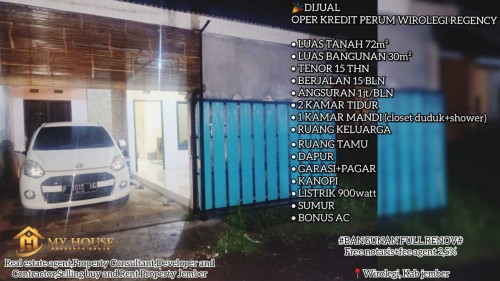 🎉 DIJUAL
OPER KREDIT PERUM WIROLEGI REGENCY
• LUAS TANAH 72m²
• LUAS BANGUNAN 30m²
• TENOR 15 THN
• BERJALAN 15 BLN
• ANGSURAN 1 jt/BLN
• 2 KAMAR TIDUR
• 1 KAMAR MANDI (closet duduk+shower)
• RUANG KELUARGA
• RUANG TAMU
• DAPUR
• GARASI+PAGAR
• KANOPI
• LISTRIK 900watt
• SUMUR
• BONUS AC
MY HOUSE
#BANGUNAN FULL RENOV#
Free notaris+fee agent 2,5%
Real estate agent,Property Consultant,Developer and
Contractor,Selling buy and Rent Property Jember
📍 Wirolegi, Kab jember